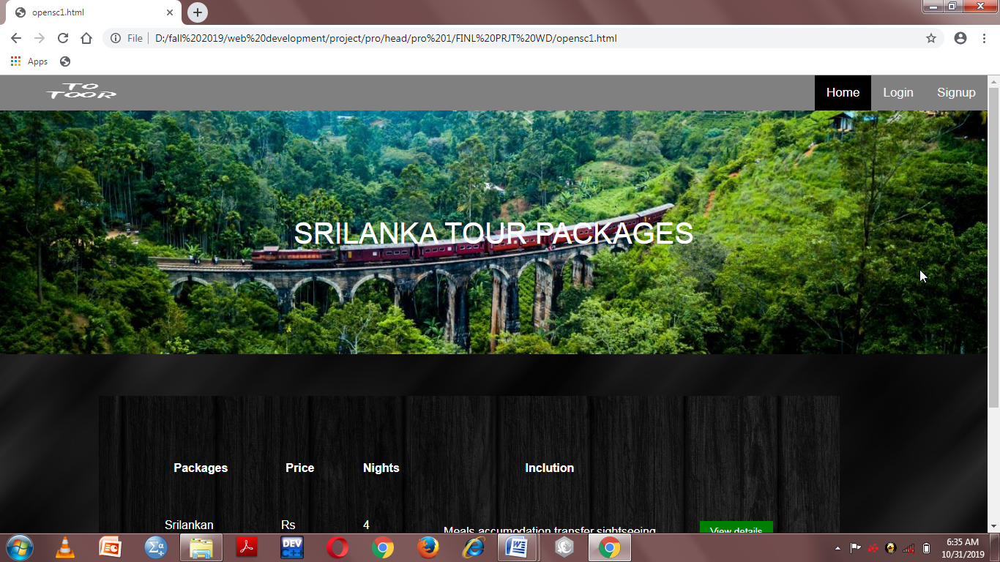 opensc1.html
File
D:/fall%202019/web%20development/project/pro/head/pro%201/FINL%20PRJT%20WD/opensc1.html
Apps
TO
TOOR
Home Login Signup
SRILANKA TOUR PACKAGES
Packages Price Nights Inclution
Srilankan Rs 4
Meals accumodation transfer sightseeing View details
DEV
C++
6:35 AM
10/31/2019